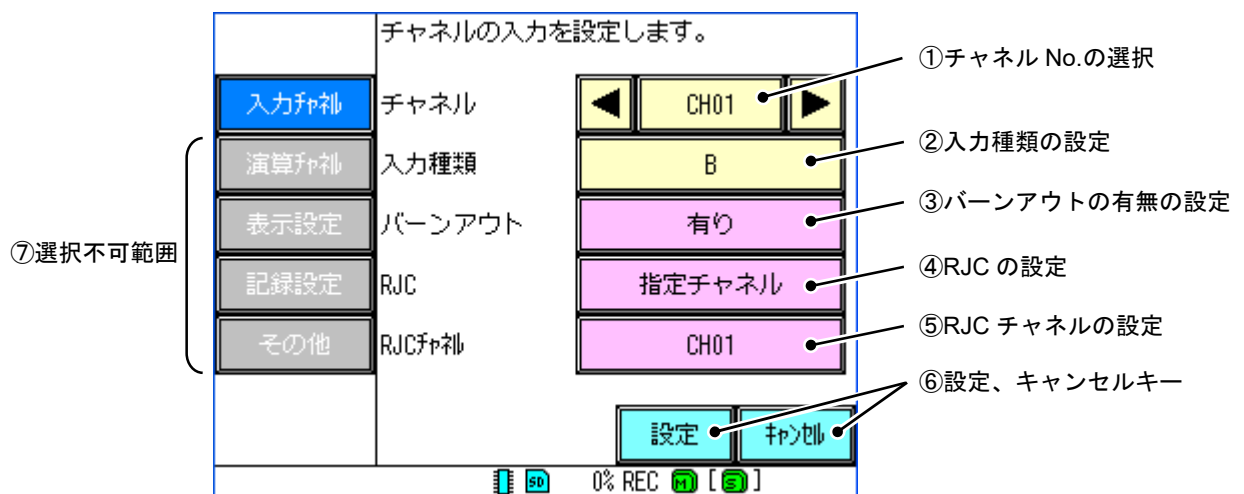 チャネルの入力を設定します。
①チャネル No.の選択
入力ﾁｬﾈﾙ チャネル ◀ CH01 ▶
②入力種類の設定
演算ﾁｬﾈﾙ 入力種類 B
③バーンアウトの有無の設定
表示設定 バーンアウト 有り
⑦選択不可範囲
④RJC の設定
記録設定 RJC 指定チャネル
⑤RJC チャネルの設定
その他 RJCﾁｬﾈﾙ CH01
⑥設定、キャンセルキー
設定 ｷｬﾝｾﾙ
SD 0% REC M [S]